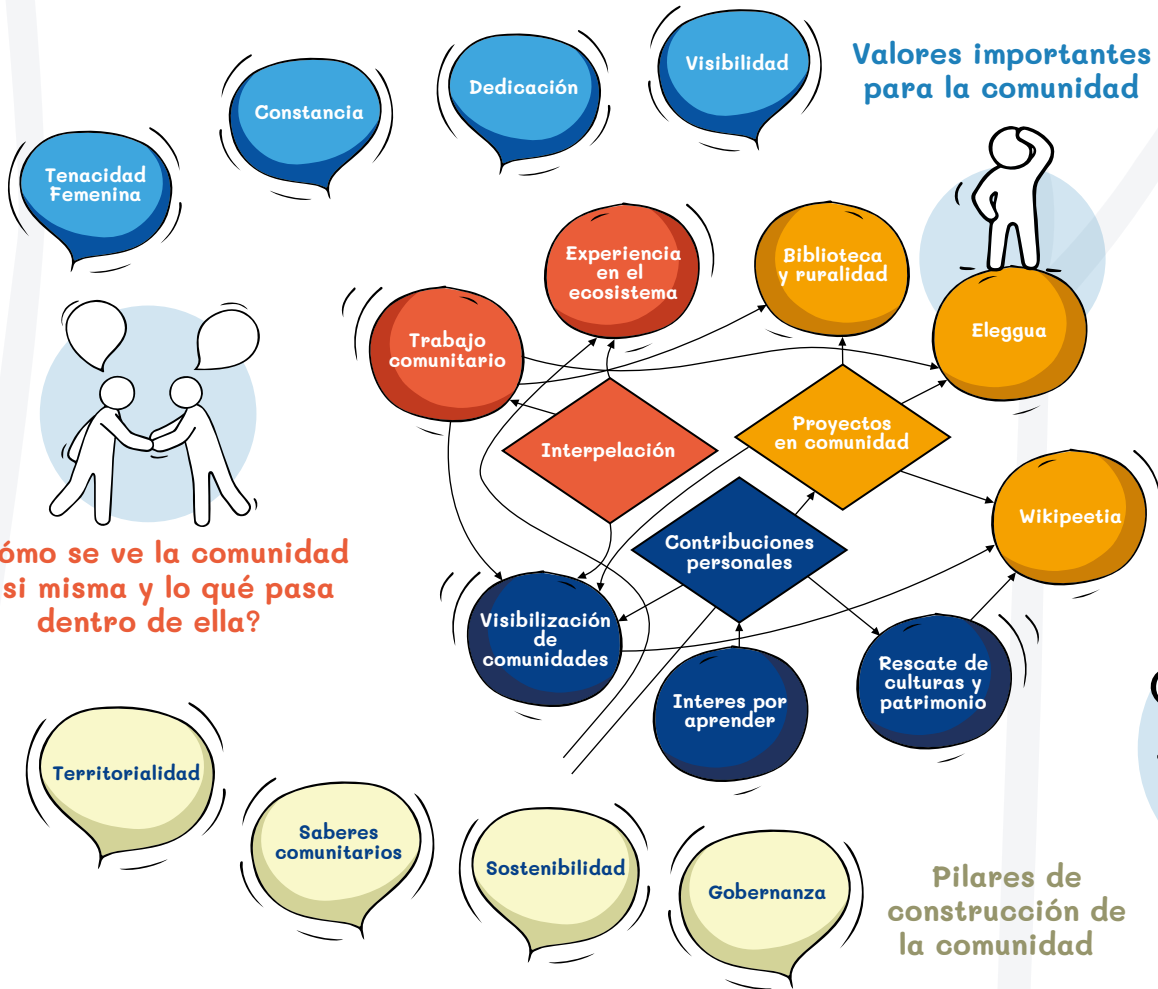 Visibilidad
Valores importantes
para la comunidad
Dedicación
Constancia
Tenacidad
Femenina
Experiencia
en el
ecosistema
Biblioteca
y ruralidad
Eleggua
Trabajo
comunitario
Proyectos
en comunidad
Interpelación
Wikipeetia
Contribuciones
personales
ómo se ve la comunidad
si misma y lo qué pasa
dentro de ella?
Visibilización
de
comunidades
Interes por
aprender
Rescate de
culturas y
patrimonio
Territorialidad
Saberes
comunitarios
Sostenibilidad
Gobernanza
Pilares de
construcción de
la comunidad